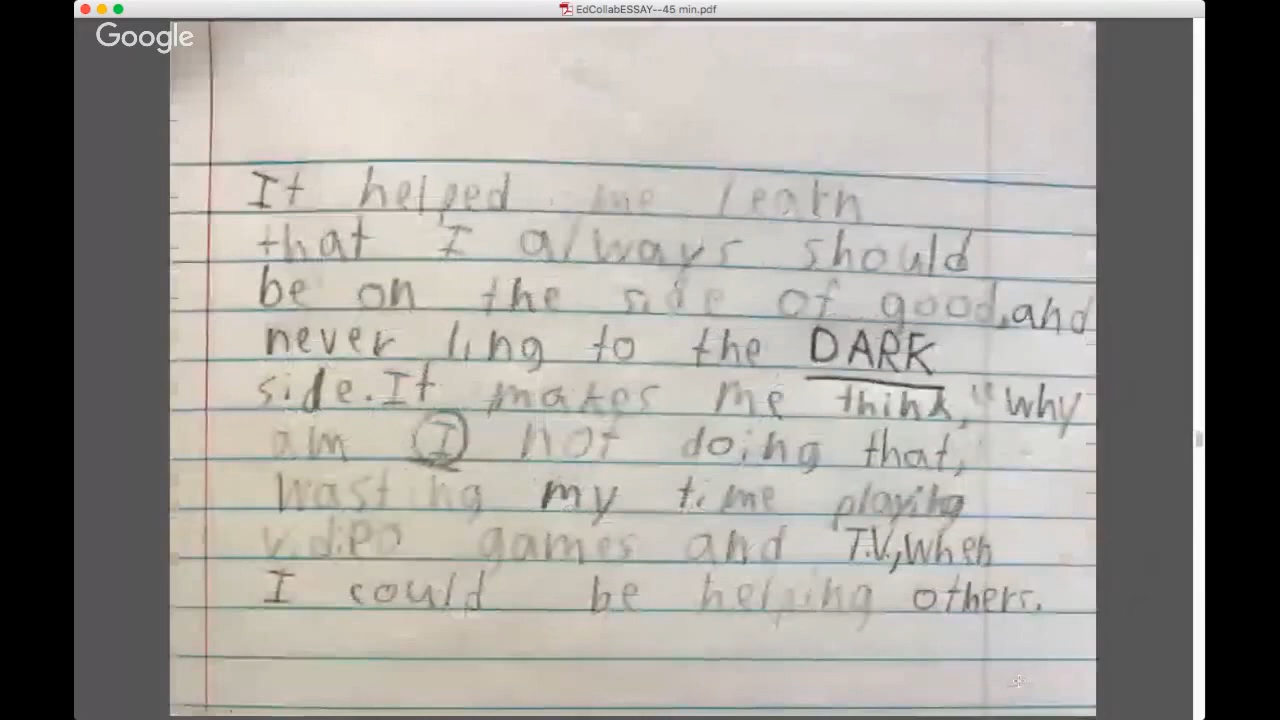 EdCollabESSAY--45 min.pdf
Google
It helped me learn
that I always should
be on the side of good, and
never ling to the DARK
side. It makes me think, "why
am I not doing that,
wasting my time playing
video games and T.V., when
I could be helping others.